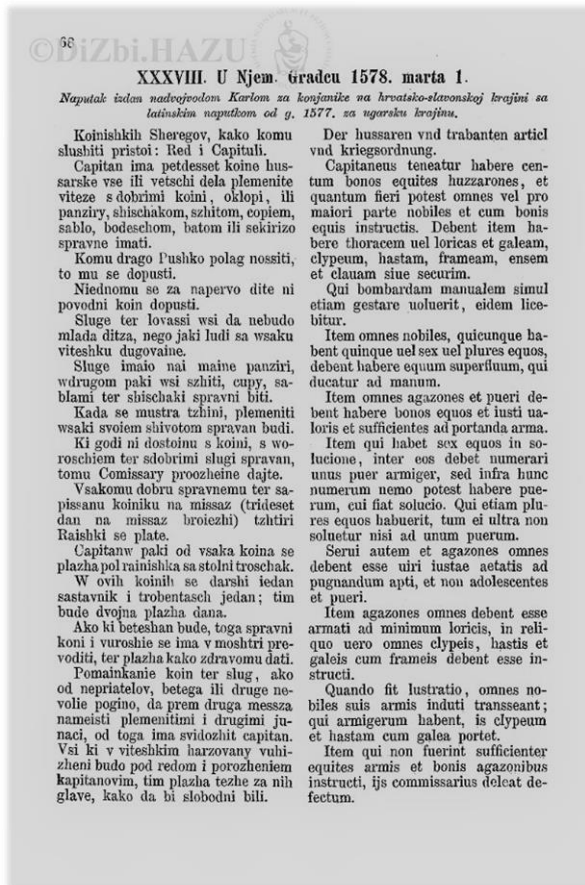 68
©DiZbi.HAZU
XXXVIII. U Njem. Gradcu 1578. marta 1.
Naputak izdan nadvojvodom Karlom za konjanike na hrvatsko-slavonskoj krajini sa
latinskim naputkom od g. 1577. za ugarsku krajinu.
Koinishkih Sheregov, kako komu
slushiti pristoi: Red i Capituli.
Capitan ima petdesset koine hus-
sarske vse ili vetschi dela plemenite
viteze s dobrimi koini, oklopi, ili
panziry, shischakom, szhitom, copiem,
sablo, bodeschom, batom ili sekirizo
spravne imati.
Komu drago Pushko polag nossiti,
to mu se dopusti.
Niednomu se za napervo dite ni
povodni koin dopusti.
Sluge ter lovassi wsi da nebudo
mlada ditza, nego jaki ludi sa wsaku
viteshku dugovaine.
Sluge imaio nai maine panziri,
wdrugom paki wsi szhiti, cupy, sa-
blami ter shischaki spravni biti.
Kada se mustra tzhini, plemeniti
wsaki svoiem shivotom spravan budi.
Ki godi ni dostoinu s koini, s wo-
roschiem ter sdobrimi slugi spravan,
tomu Comissary proozheine dajte.
Vsakomu dobru spravnemu ter sa-
pissanu koiniku na missaz (trideset
dan na missaz broiezhi) tzhtiri
Raishki se plate.
Capitanw paki od vsaka koina se
plazha pol rainishka sa stolni troschak.
W ovih koinih se darshi iedan
sastavnik i trobentasch jedan; tim
bude dvojna plazha dana.
Ako ki beteshan bude, toga spravni
koni i vuroshie se ima v moshtri pre-
voditi, ter plazha kako zdravomu dati.
Pomainkanie koin ter slug, ako
od nepriatelov, betega ili druge ne-
volie pogino, da prem druga messza
nameisti plemenitimi i drugimi ju-
naci, od toga ima svidozhit capitan.
Vsi ki v viteshkim harzovany vuhi-
zheni budo pod redom i porozheniem
kapitanovim, tim plazha tezhe za nih
glave, kako da bi slobodni bili.
Der hussaren vnd trabanten articl
vnd kriegsordnung.
Capitaneus teneatur habere cen-
tum bonos equites huzzarones, et
quantum fieri potest omnes vel pro
maiori parte nobiles et cum bonis
equis instructis. Debent item ha-
bere thoracem uel loricas et galeam,
clypeum, hastam, frameam, ensem
et clauam siue securim.
Qui bombardam manualem simul
etiam gestare uoluerit, eidem lice-
bitur.
Item omnes nobiles, quicunque ha-
bent quinque uel sex uel plures equos,
debent habere equum superfluum, qui
ducatur ad manum.
Item omnes agazones et pueri de-
bent habere bonos equos et iusti ua-
loris et sufficientes ad portanda arma.
Item qui habet sex equos in so-
lucione, inter eos debet numerari
unus puer armiger, sed infra hunc
numerum nemo potest habere pue-
rum, cui fiat solucio. Qui etiam plu-
res equos habuerit, tum ei ultra non
soluetur nisi ad unum puerum.
Serui autem et agazones omnes
debent esse uiri iustae aetatis ad
pugnandum apti, et non adolescentes
et pueri.
Item agazones omnes debent esse
armati ad minimum loricis, in reli-
quo uero omnes clypeis, hastis et
galeis cum frameis debent esse in-
structi.
Quando fit lustratio, omnes no-
biles suis armis induti transseant;
qui armigerum habent, is clypeum
et hastam cum galea portet.
Item qui non fuerint sufficienter
equites armis et bonis agazonibus
instructi, ijs commissarius deleat de-
fectum.